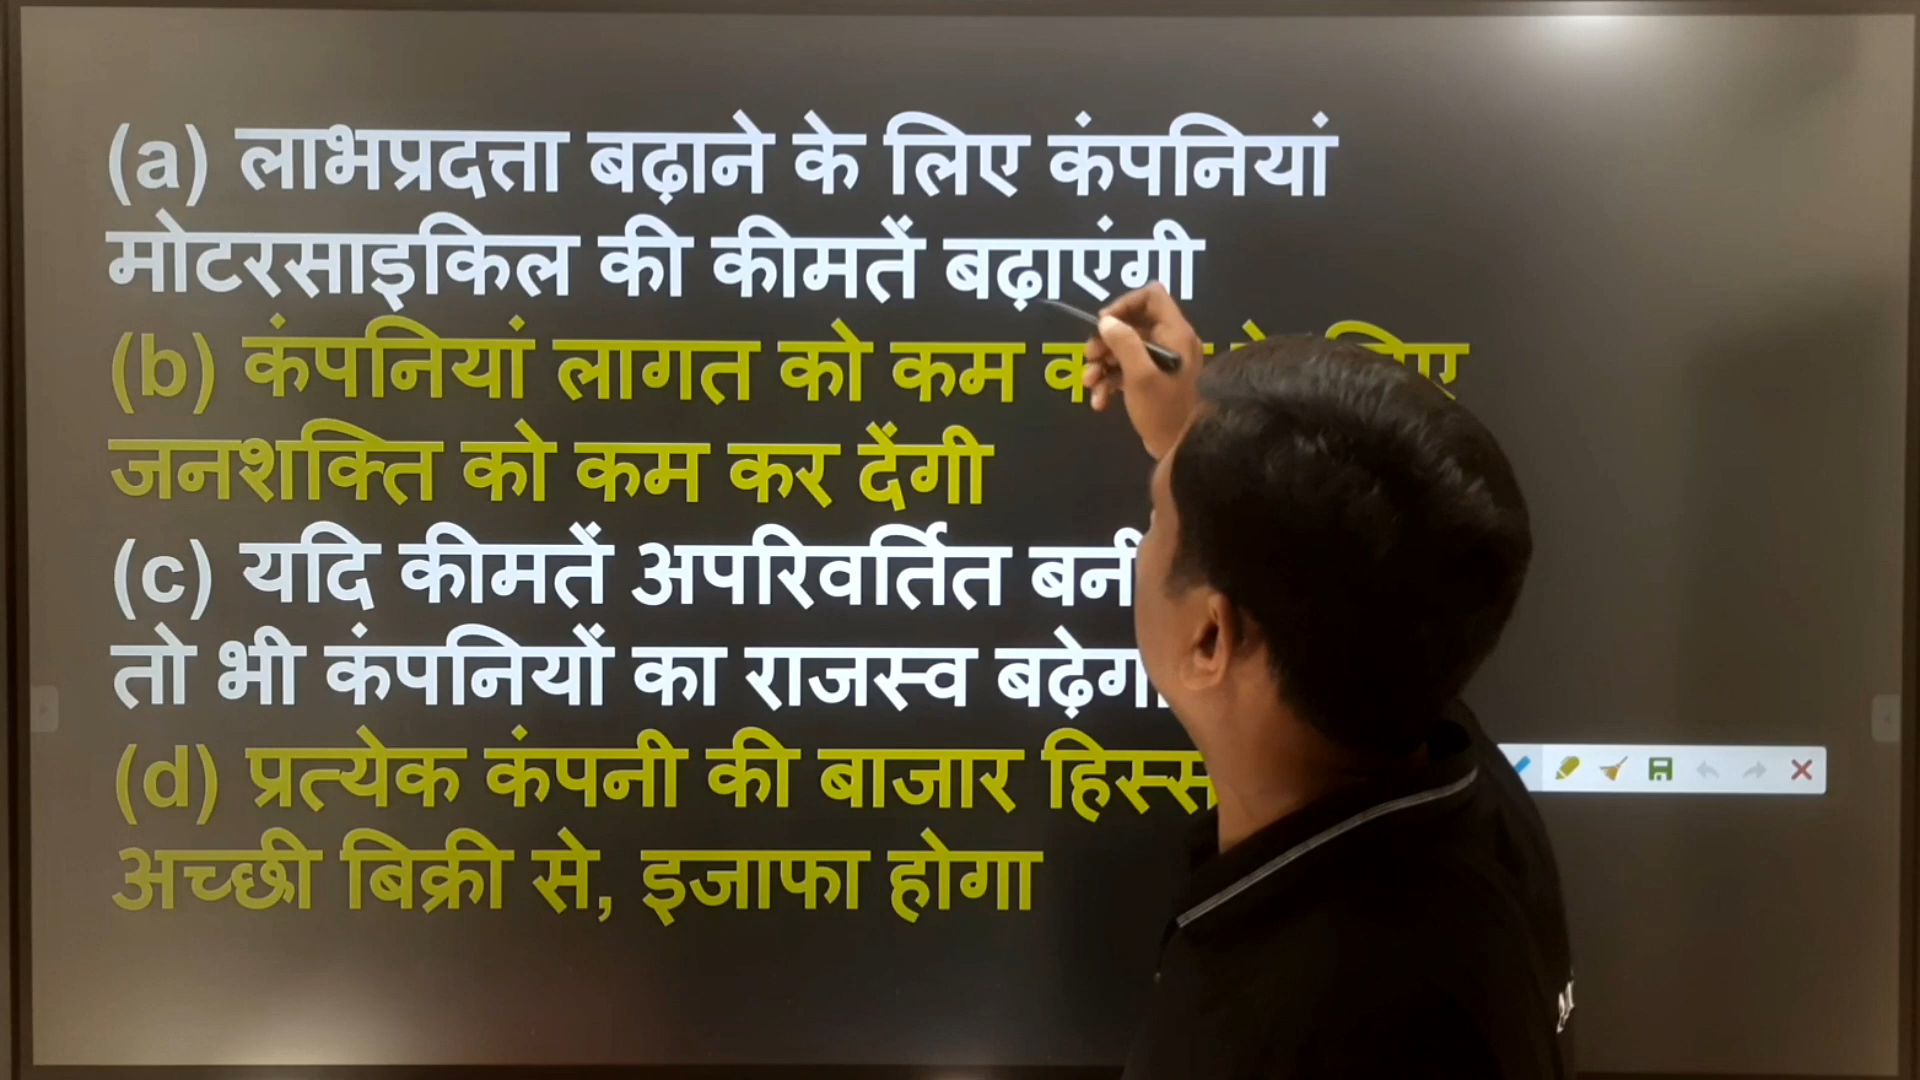 (a) लाभप्रदत्ता बढ़ाने के लिए कंपनियां
मोटरसाइकिल की कीमतें बढ़ाएंगी
(b) कंपनियां लागत को कम
जनशक्ति को कम कर देंगी
(c) यदि कीमतें अपरिवर्तित
तो भी कंपनियों का राजस्व बढ़ेगा
(d) प्रत्येक कंपनी की बाजार
अच्छी बिक्री से, इजाफा होगा